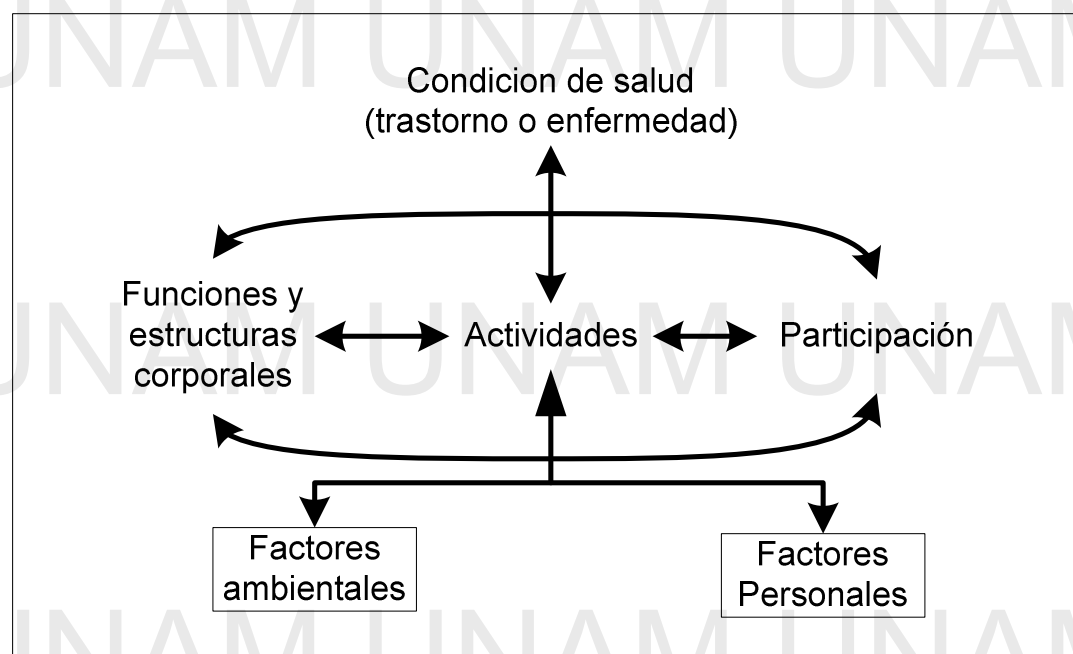 UNAM UNAM UNAM
Condicion de salud
(trastorno o enfermedad)
Funciones y
estructuras
corporales
Actividades
Participación
UNAM UNAM UNAM
Factores
ambientales
Factores
Personales
UNAM UNAM UNAM